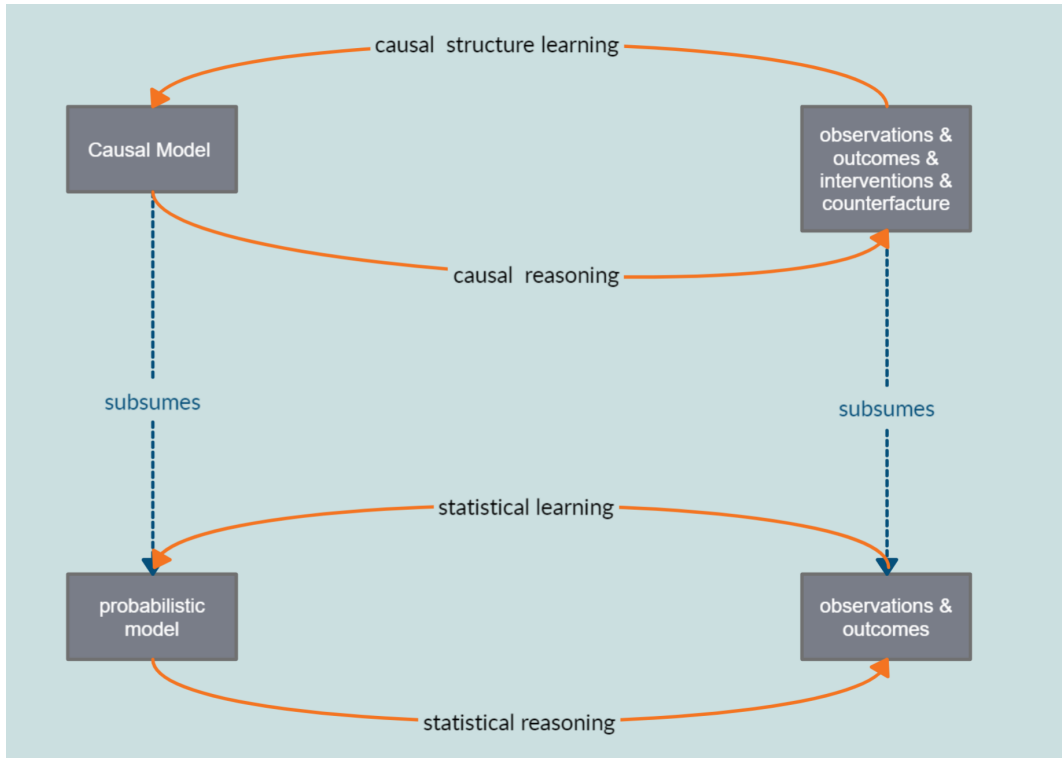 causal structure learning
Causal Model
observations &
outcomes &
interventions &
counterfacture
causal reasoning
subsumes
subsumes
statistical learning
probabilistic
model
observations &
outcomes
statistical reasoning